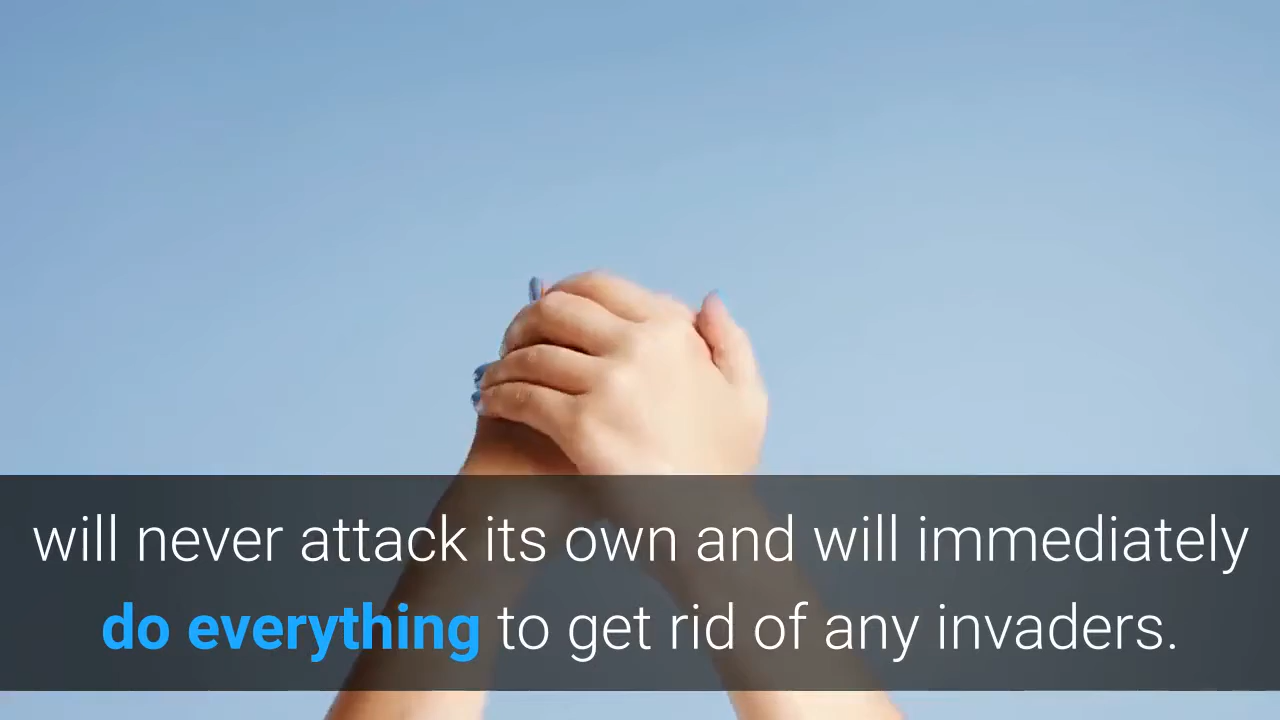 will never attack its own and will immediately
do everything to get rid of any invaders.